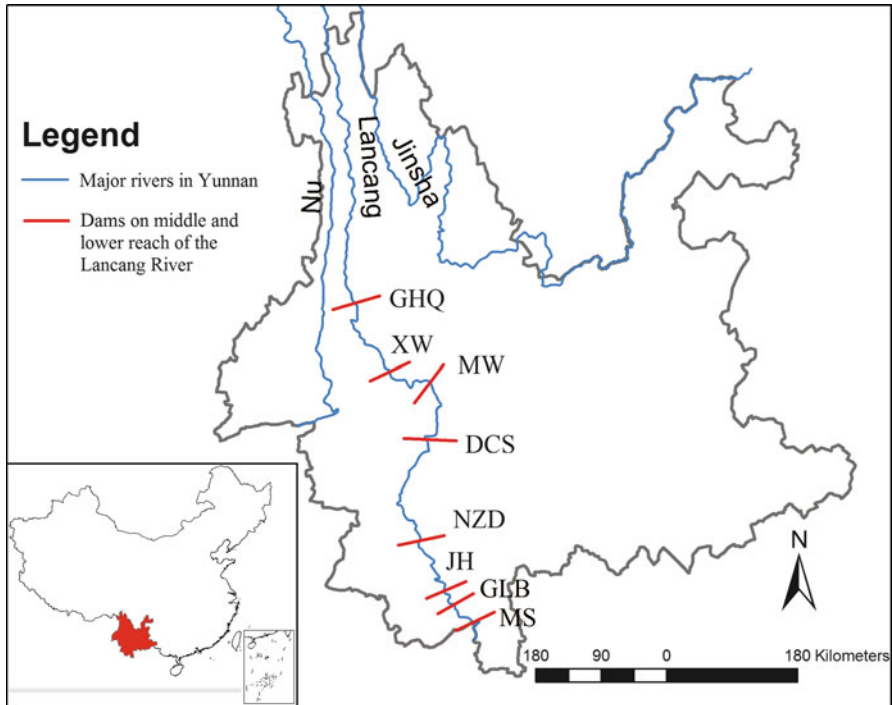 Legend
Major rivers in Yunnan
Dams on middle and
lower reach of the
Lancang River
Nu
Lancang
Jinsha
GHQ
XW
MW
DCS
NZD
JH
GLB
MS
N
180 90 0 180 Kilometers